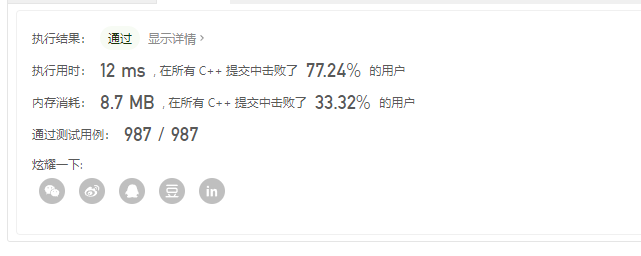 执行结果： 通过 显示详情 >
执行用时： 12 ms , 在所有 C++ 提交中击败了 77.24% 的用户
内存消耗： 8.7 MB , 在所有 C++ 提交中击败了 33.32% 的用户
通过测试用例： 987 / 987
炫耀一下:
豆 in